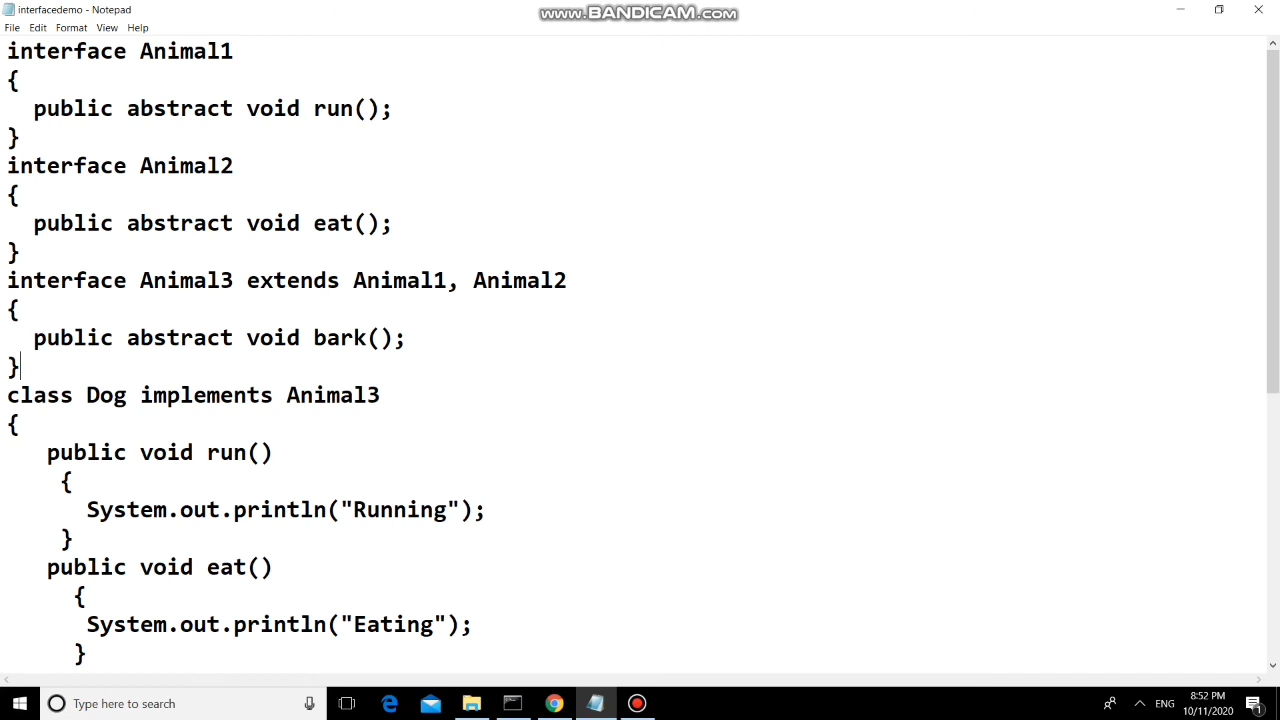 interfacedemo - Notepad
www.BANDICAM.com
File Edit Format View Help
interface Animal1
{
public abstract void run();
}
interface Animal2
{
public abstract void eat();
}
interface Animal3 extends Animal1, Animal2
{
public abstract void bark();
}
class Dog implements Animal3
{
public void run()
{
System.out.println("Running");
}
public void eat()
{
System.out.println("Eating");
}
Type here to search
ENG
8:52 PM
10/11/2020
1